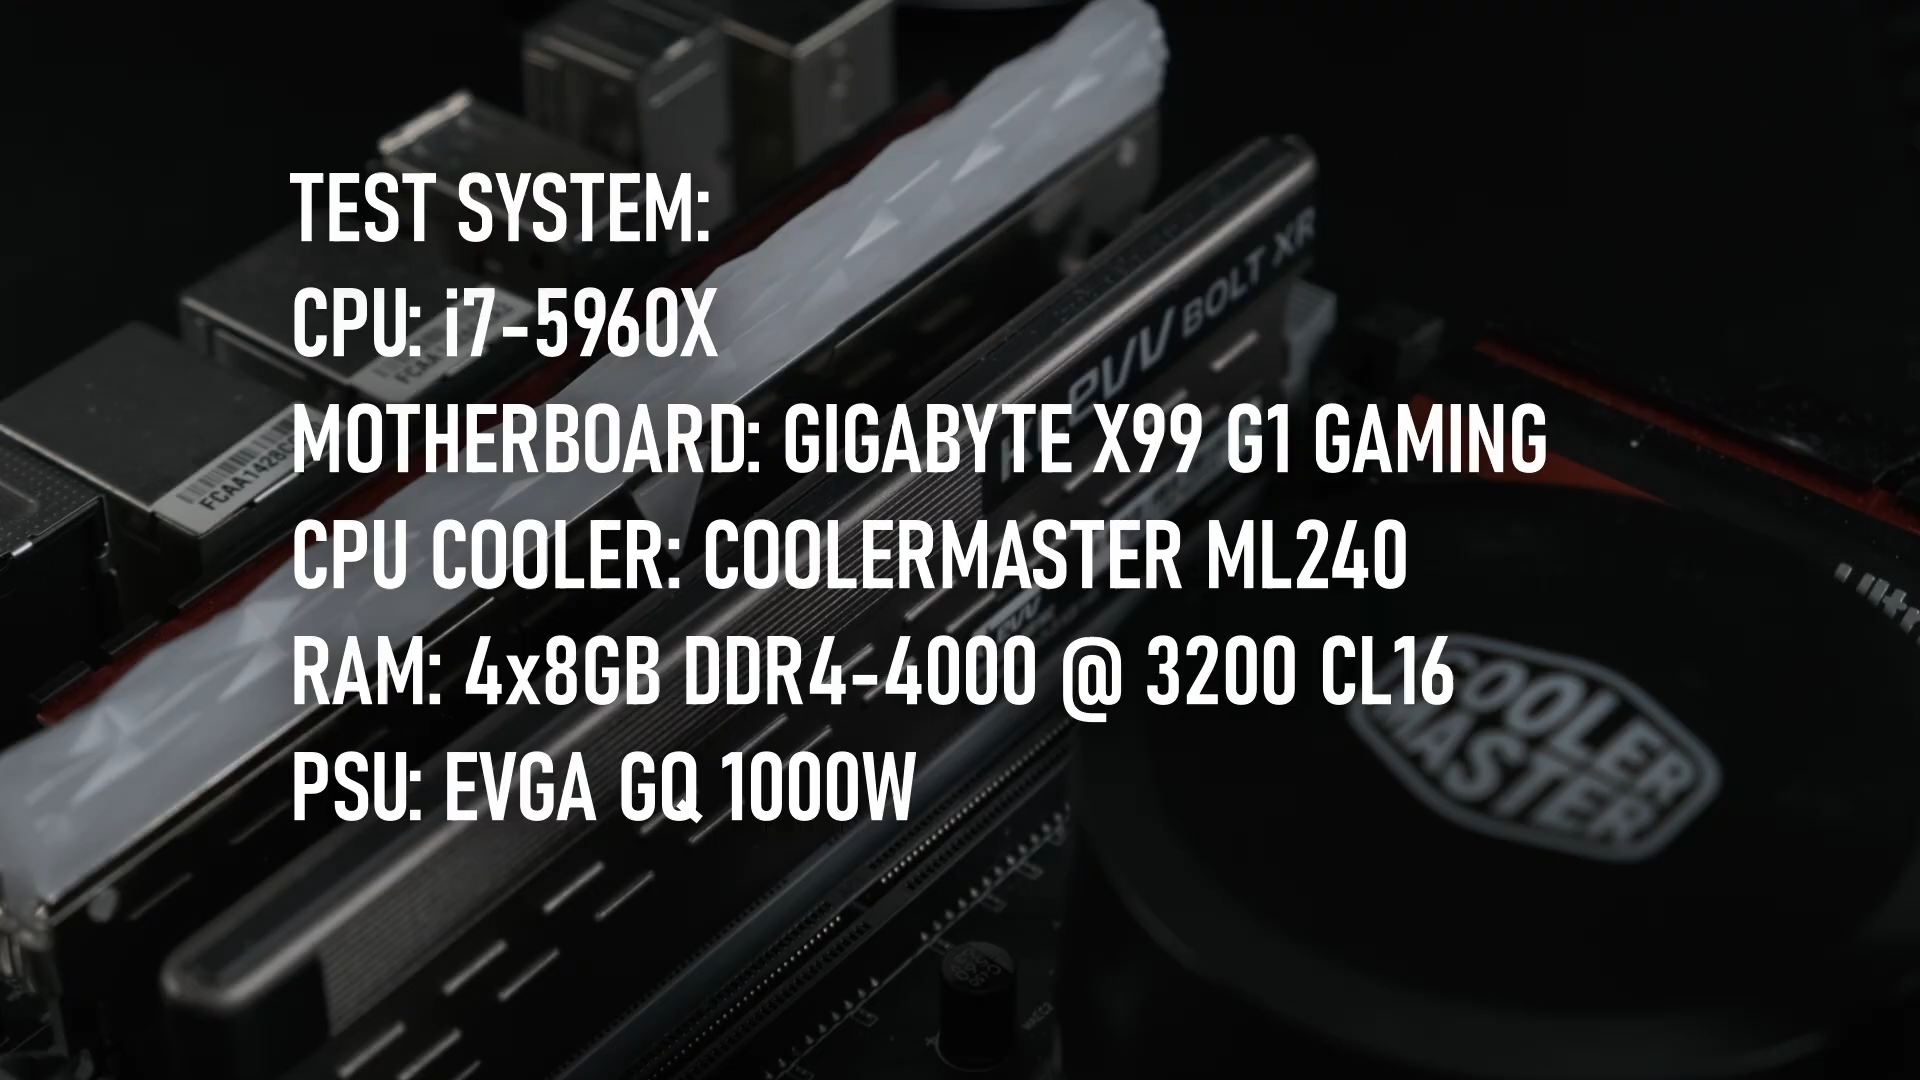 TEST SYSTEM:
CPU: i7-5960X
MOTHERBOARD: GIGABYTE X99 G1 GAMING
CPU COOLER: COOLERMASTER ML240
RAM: 4x8GB DDR4-4000 @ 3200 CL16
PSU: EVGA GQ 1000W
BOLT XR
COOLER
MASTER